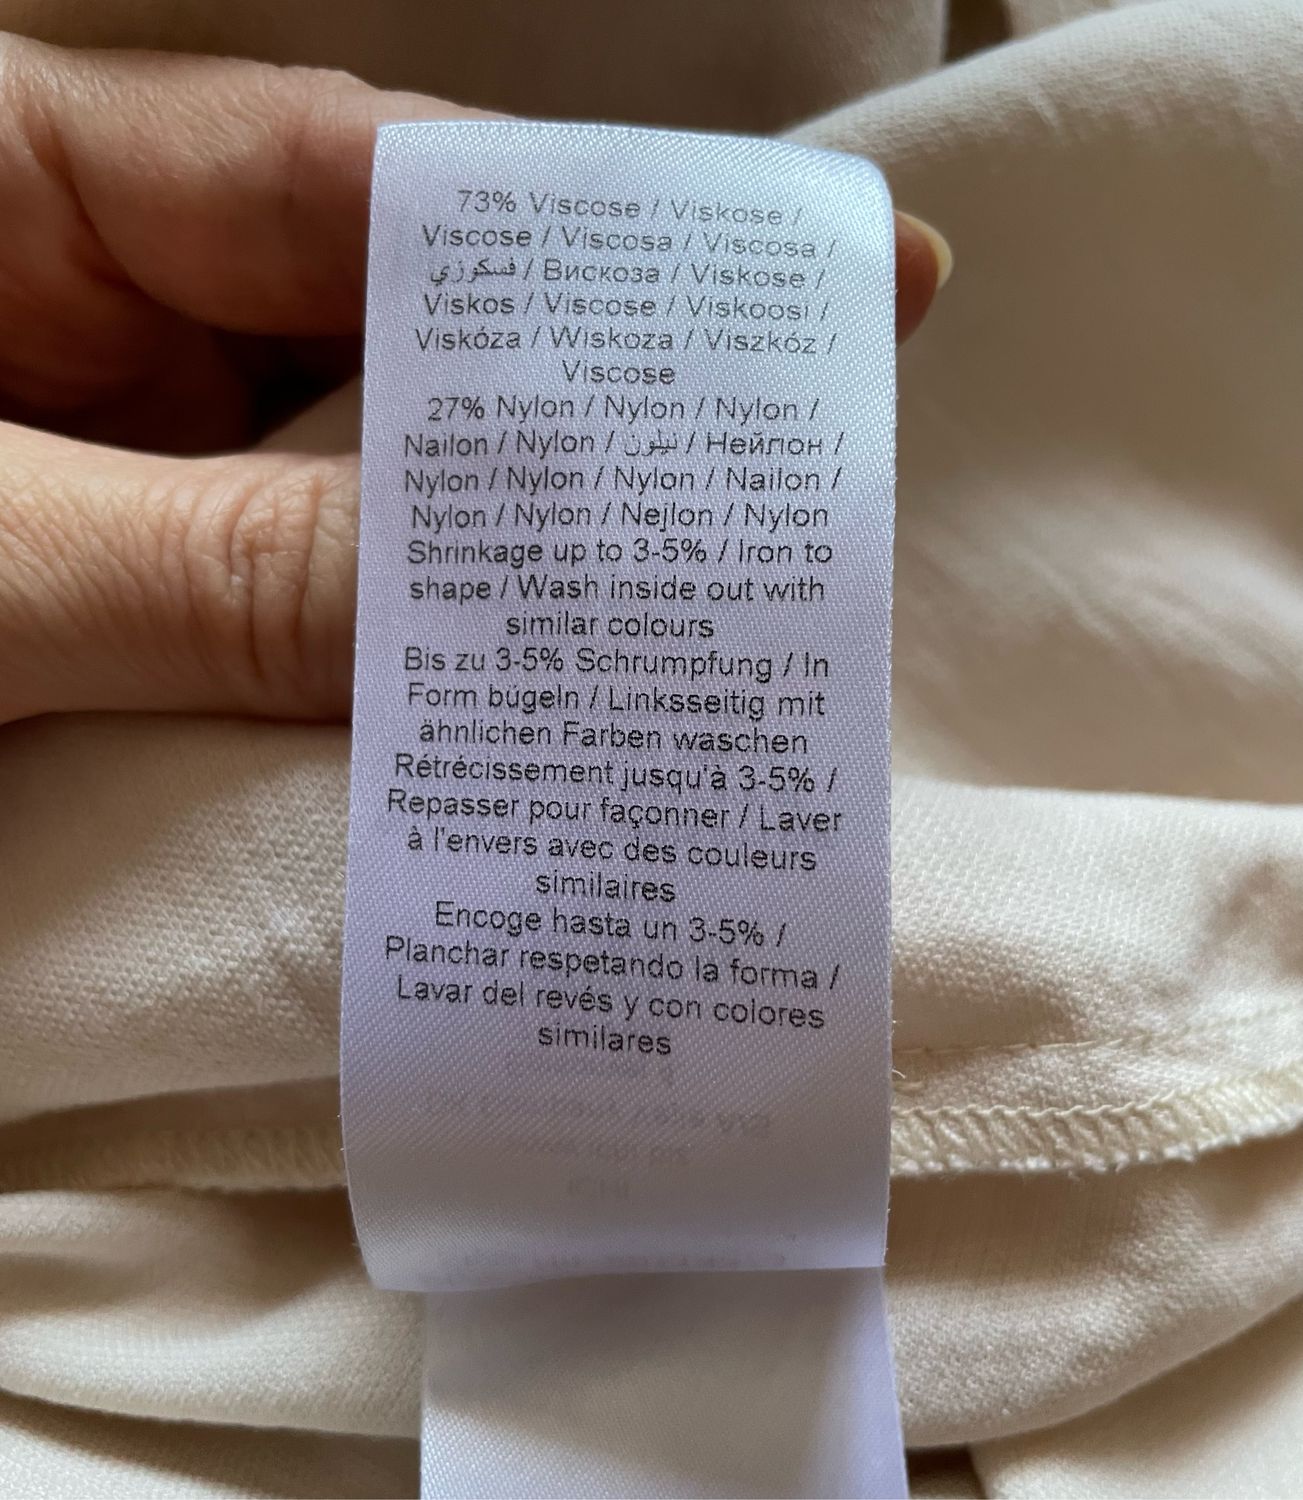 73% Viscose / Viskose /
Viscose / Viscosa / Viscosa /
فسكوزي / Вискоза / Viskose /
Viskos / Viscose / Viskoosi /
Viskóza / Wiskoza / Viszkóz /
Viscose
27% Nylon / Nylon / Nylon /
Nailon / Nylon / نيلون / Нейлон /
Nylon / Nylon / Nylon / Nailon /
Nylon / Nylon / Nejlon / Nylon
Shrinkage up to 3-5% / Iron to
shape / Wash inside out with
similar colours
Bis zu 3-5% Schrumpfung / In
Form bügeln / Linksseitig mit
ähnlichen Farben waschen
Rétrécissement jusqu'à 3-5% /
Repasser pour façonner / Laver
à l'envers avec des couleurs
similaires
Encoge hasta un 3-5% /
Planchar respetando la forma /
Lavar del revés y con colores
similares